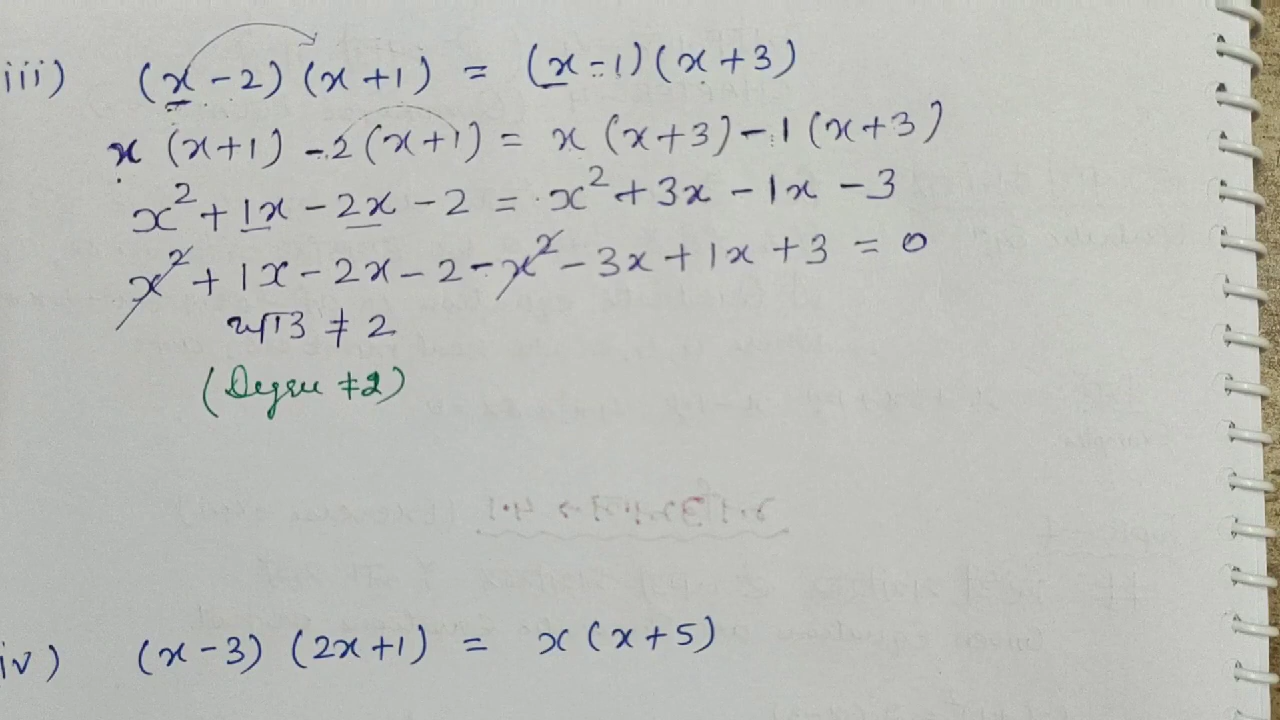 iii) (x - 2) (x + 1) = (x - 1) (x + 3)
x (x + 1) - 2 (x + 1) = x (x + 3) - 1 (x + 3)
x² + 1x - 2x - 2 = x² + 3x - 1x - 3
x² + 1x - 2x - 2 - x² - 3x + 1x + 3 = 0
घात ≠ 2
(Degree ≠ 2)
iv) (x - 3) (2x + 1) = x (x + 5)